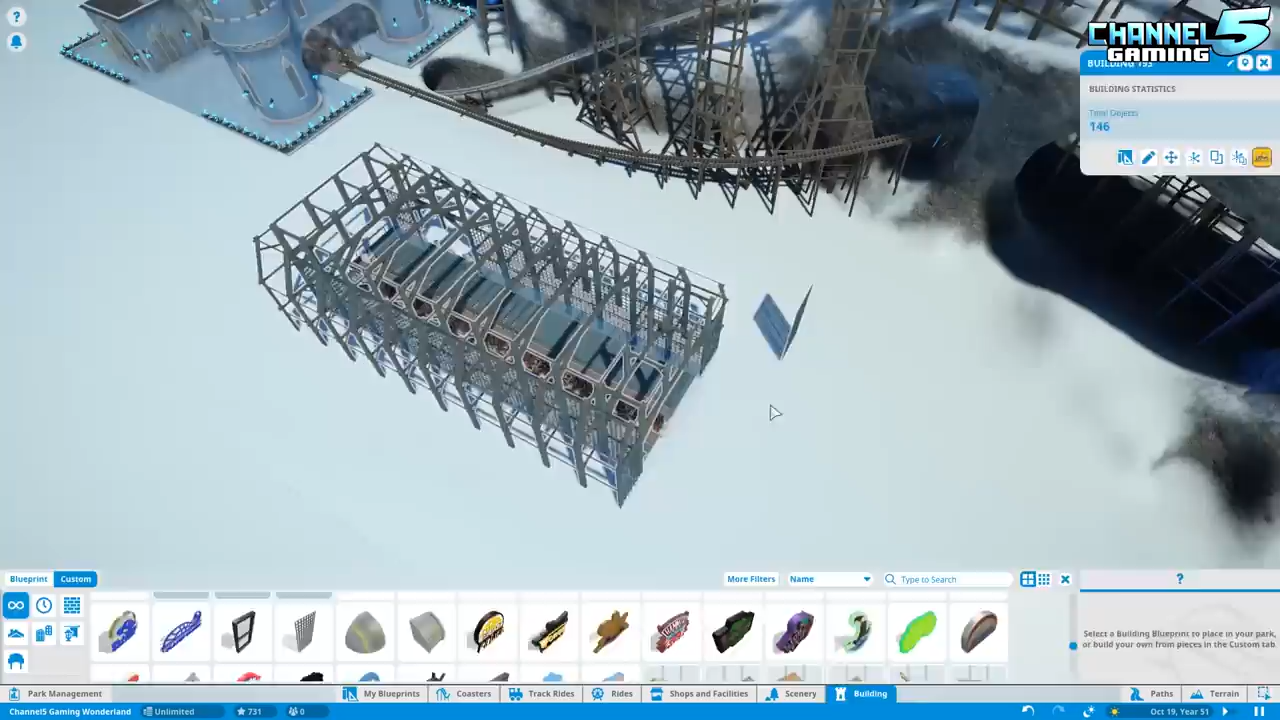 ?
CHANNEL 5
GAMING
BUILDING 193
BUILDING STATISTICS
Total Objects
146
Blueprint
Custom
More Filters
Name
Type to Search
?
Select a Building Blueprint to place in your park,
or build your own from pieces in the Custom tab.
Park Management
My Blueprints
Coasters
Track Rides
Rides
Shops and Facilities
Scenery
Building
Paths
Terrain
Channel5 Gaming Wonderland
Unlimited
731
0
Oct 19, Year 51